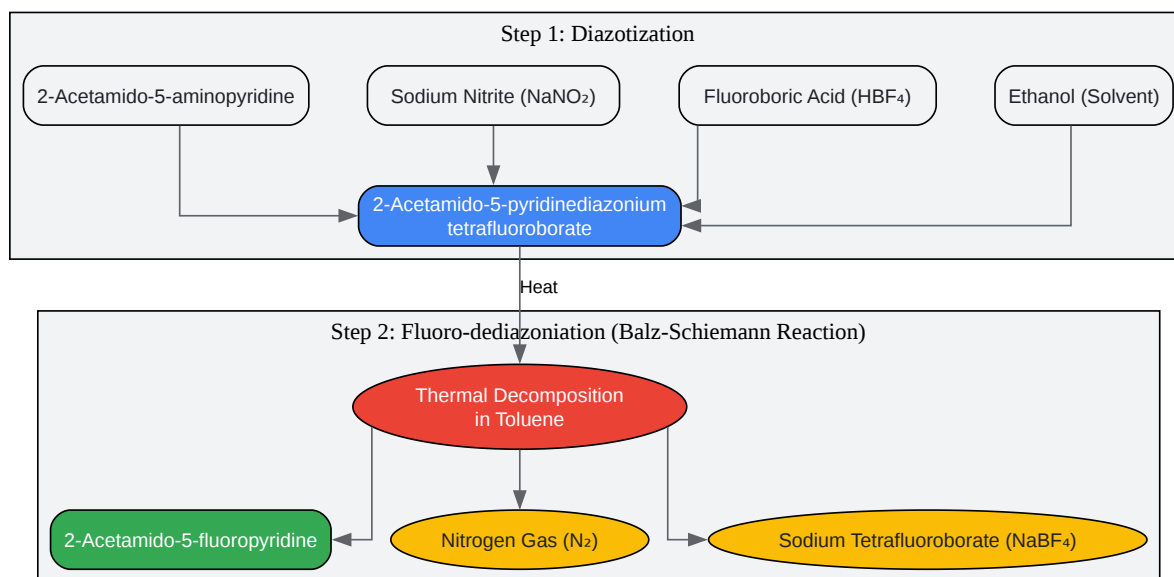 Step 1: Diazotization
2-Acetamido-5-aminopyridine
Sodium Nitrite (NaNO₂)
Fluoroboric Acid (HBF₄)
Ethanol (Solvent)
2-Acetamido-5-pyridinediazonium
tetrafluoroborate
Heat
Step 2: Fluoro-dediazoniation (Balz-Schiemann Reaction)
Thermal Decomposition
in Toluene
2-Acetamido-5-fluoropyridine
Nitrogen Gas (N₂)
Sodium Tetrafluoroborate (NaBF₄)